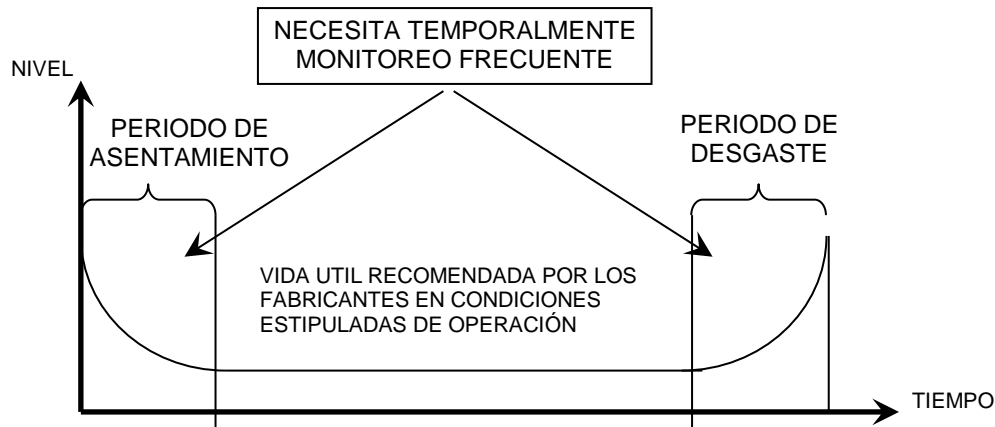 NECESITA TEMPORALMENTE
MONITOREO FRECUENTE
NIVEL
PERIODO DE
ASENTAMIENTO
PERIODO DE
DESGASTE
VIDA UTIL RECOMENDADA POR LOS
FABRICANTES EN CONDICIONES
ESTIPULADAS DE OPERACIÓN
TIEMPO